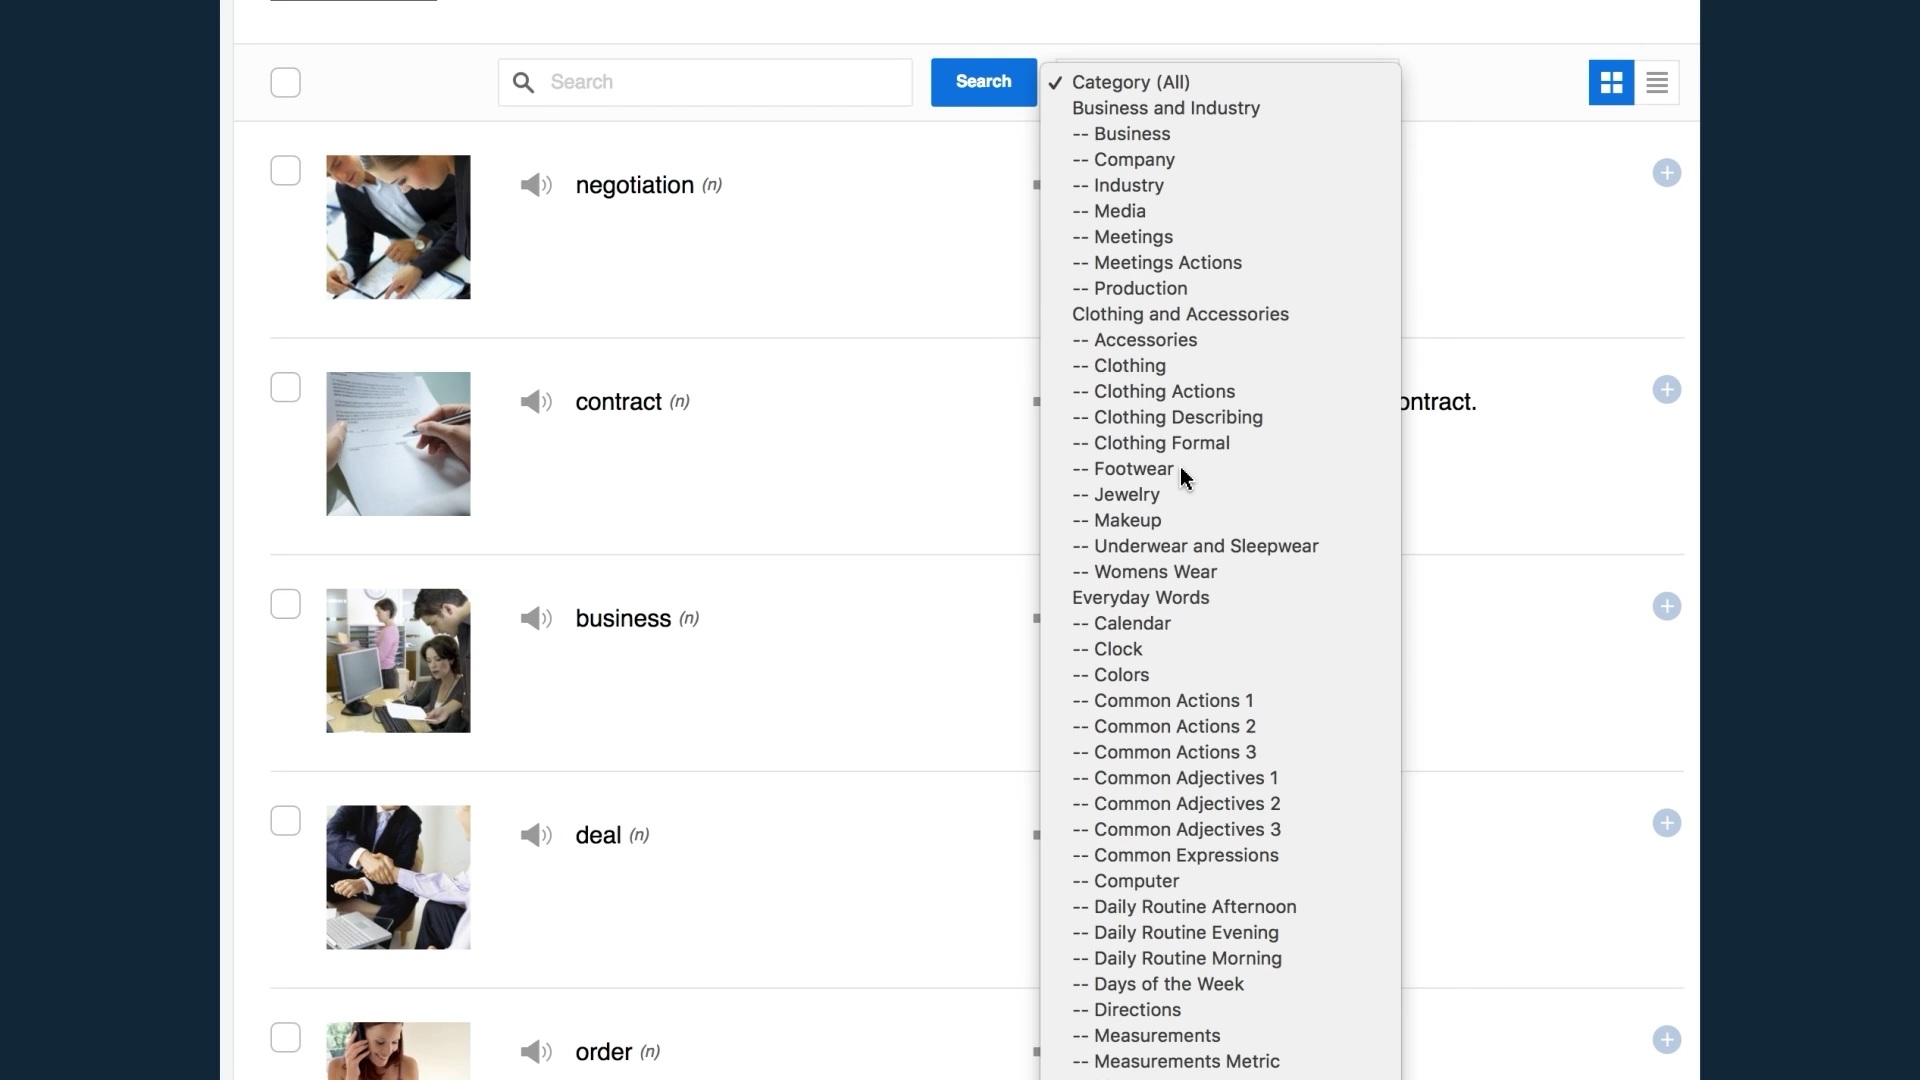 Search
Search
✓ Category (All)
Business and Industry
-- Business
-- Company
-- Industry
-- Media
-- Meetings
-- Meetings Actions
-- Production
Clothing and Accessories
-- Accessories
-- Clothing
-- Clothing Actions
-- Clothing Describing
-- Clothing Formal
-- Footwear
-- Jewelry
-- Makeup
-- Underwear and Sleepwear
-- Womens Wear
Everyday Words
-- Calendar
-- Clock
-- Colors
-- Common Actions 1
-- Common Actions 2
-- Common Actions 3
-- Common Adjectives 1
-- Common Adjectives 2
-- Common Adjectives 3
-- Common Expressions
-- Computer
-- Daily Routine Afternoon
-- Daily Routine Evening
-- Daily Routine Morning
-- Days of the Week
-- Directions
-- Measurements
-- Measurements Metric
negotiation (n)
contract (n)
ontract.
business (n)
deal (n)
order (n)